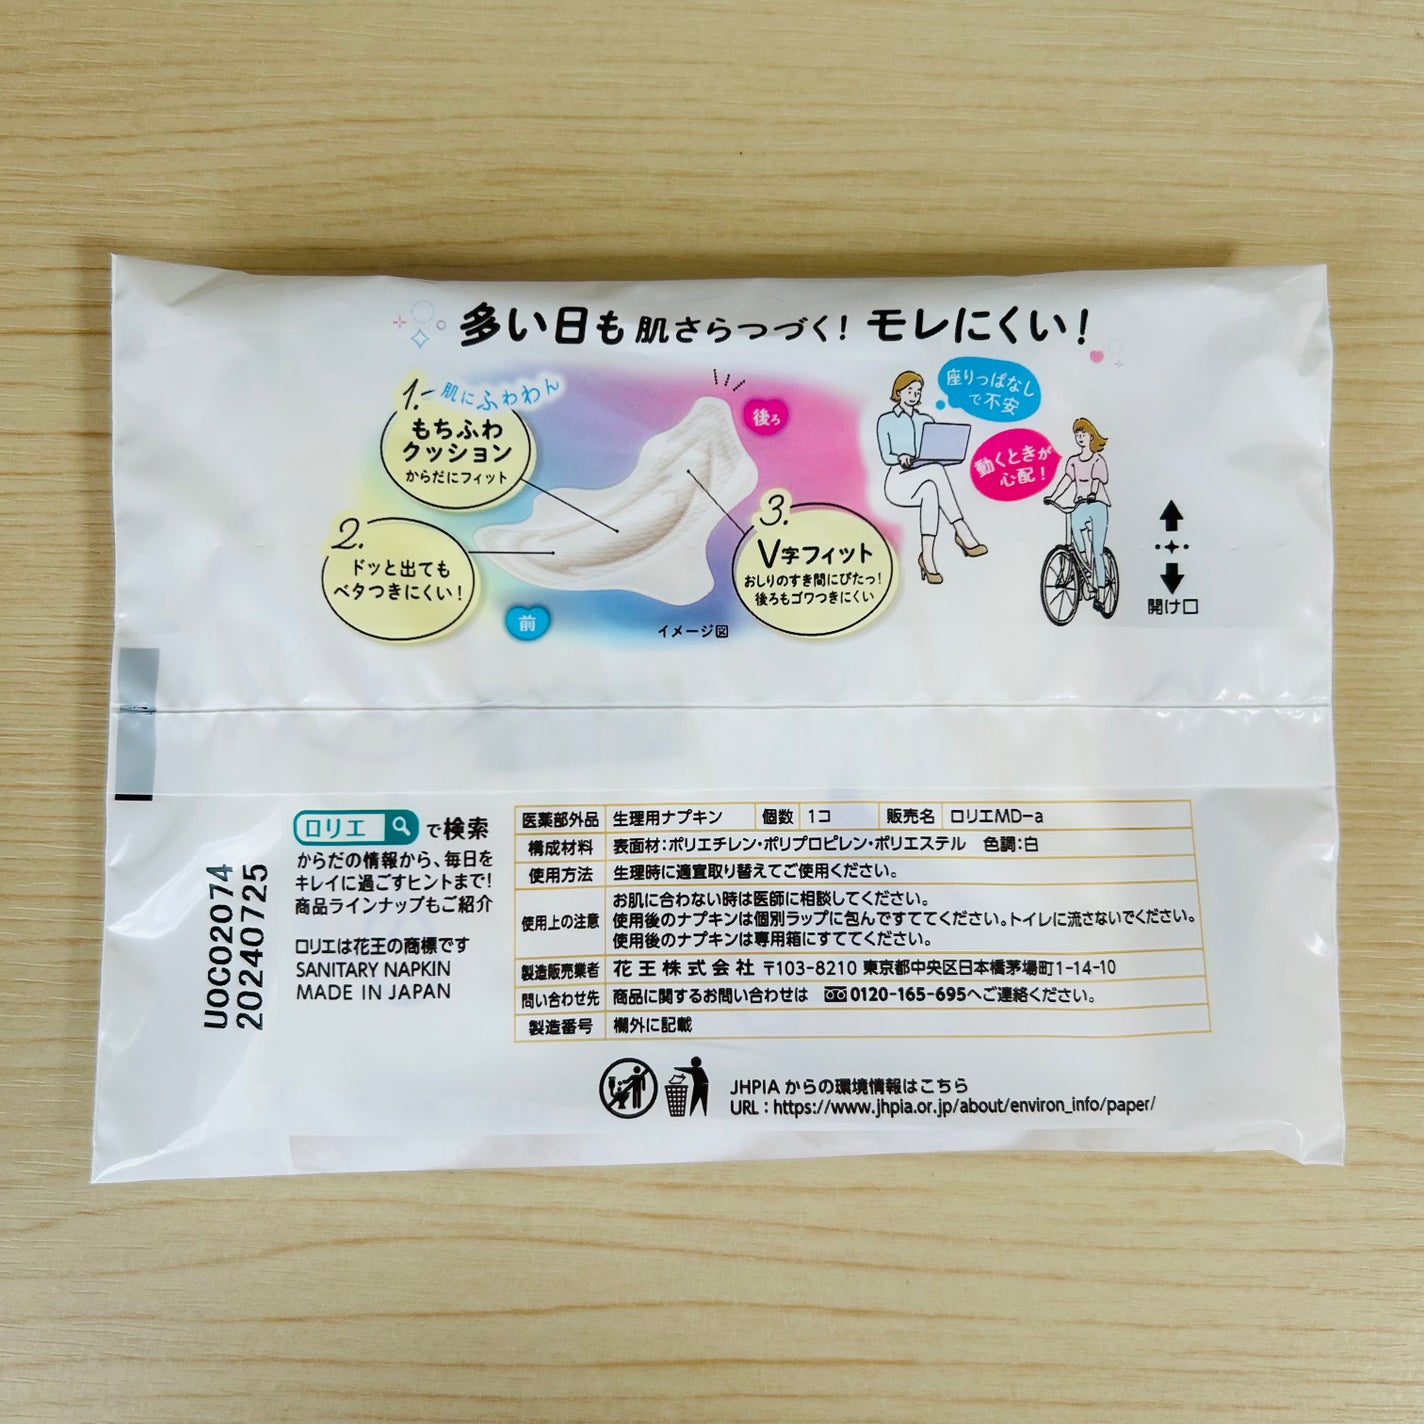 多い日も肌さらつづく!モレにくい!
1.肌にふわわん
もちふわ
クッション
からだにフィット
2.
ドッと出ても
ベタつきにくい!
前
後ろ
3.
V字フィット
おしりのすき間にぴたっ!
後ろもゴワつきにくい
イメージ図
座りっぱなし
で不安
動くときが
心配!
開け口
ロリエ で検索
からだの情報から、毎日を
キレイに過ごすヒントまで!
商品ラインナップもご紹介
ロリエは花王の商標です
SANITARY NAPKIN
MADE IN JAPAN
U0C02074
20240725
医薬部外品 生理用ナプキン 個数 1コ 販売名 ロリエMD-a
構成材料 表面材:ポリエチレン・ポリプロピレン・ポリエステル 色調:白
使用方法 生理時に適宜取り替えてご使用ください。
使用上の注意 お肌に合わない時は医師に相談してください。
使用後のナプキンは個別ラップに包んですててください。トイレに流さないでください。
使用後のナプキンは専用箱にすててください。
製造販売業者 花王株式会社 〒103-8210 東京都中央区日本橋茅場町1-14-10
問い合わせ先 商品に関するお問い合わせは 0120-165-695へご連絡ください。
製造番号 欄外に記載
JHPIA からの環境情報はこちら
URL:https://www.jhpia.or.jp/about/environ_info/paper/